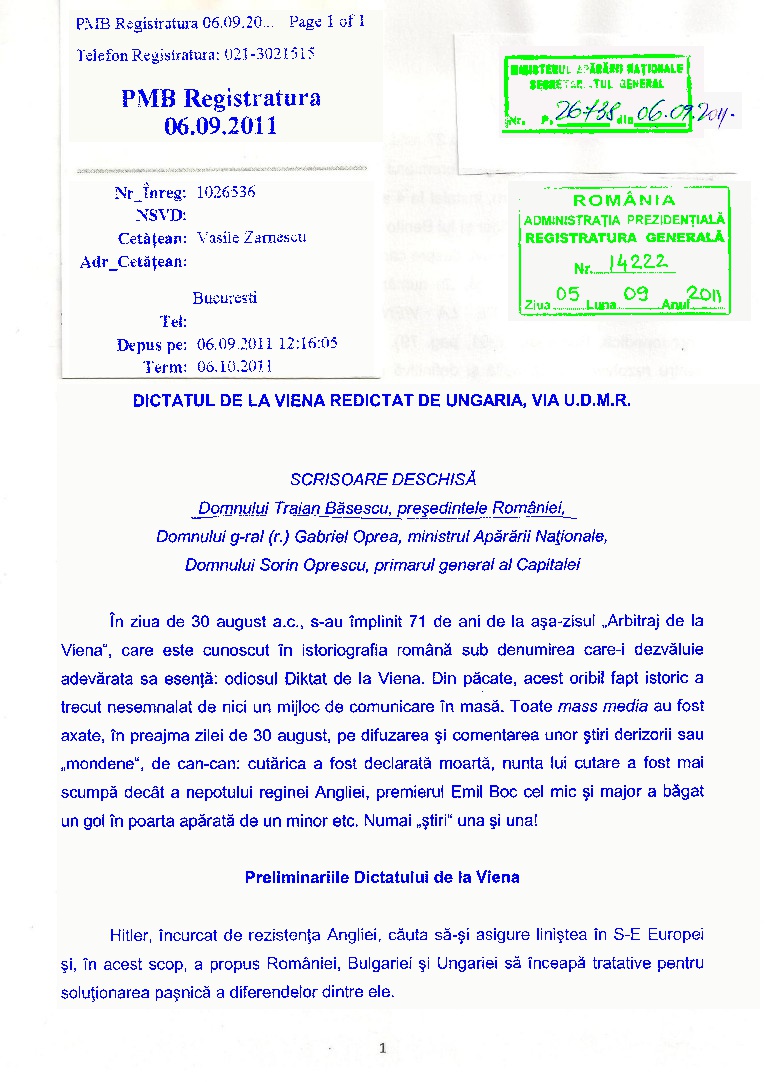 PMB Registratura 06.09.20... Page 1 of 1
Telefon Registratura: 021-3021515
PMB Registratura
06.09.2011
Nr_Înreg: 1026536
NSVD:
Cetăţean: Vasile Zarnescu
Adr_Cetăţean:
Bucuresti
Tel:
Depus pe: 06.09.2011 12:16:05
Term: 06.10.2011
MINISTERUL APĂRĂRII NAŢIONALE
SECRETARIATUL GENERAL
Nr. P. 26738 din 06.09.2011.
ROMÂNIA
ADMINISTRAŢIA PREZIDENŢIALĂ
REGISTRATURA GENERALĂ
Nr. 14222
Ziua 05 Luna 09 Anul 2011
DICTATUL DE LA VIENA REDICTAT DE UNGARIA, VIA U.D.M.R.
SCRISOARE DESCHISĂ
Domnului Traian Băsescu, preşedintele României,
Domnului g-ral (r.) Gabriel Oprea, ministrul Apărării Naţionale,
Domnului Sorin Oprescu, primarul general al Capitalei
În ziua de 30 august a.c., s-au împlinit 71 de ani de la aşa-zisul „Arbitraj de la
Viena“, care este cunoscut în istoriografia română sub denumirea care-i dezvăluie
adevărata sa esenţă: odiosul Diktat de la Viena. Din păcate, acest oribil fapt istoric a
trecut nesemnalat de nici un mijloc de comunicare în masă. Toate mass media au fost
axate, în preajma zilei de 30 august, pe difuzarea şi comentarea unor ştiri derizorii sau
„mondene“, de can-can: cutărica a fost declarată moartă, nunta lui cutare a fost mai
scumpă decât a nepotului reginei Angliei, premierul Emil Boc cel mic şi major a băgat
un gol în poarta apărată de un minor etc. Numai „ştiri“ una şi una!
Preliminariile Dictatului de la Viena
Hitler, încurcat de rezistenţa Angliei, căuta să-şi asigure liniştea în S-E Europei
şi, în acest scop, a propus României, Bulgariei şi Ungariei să înceapă tratative pentru
soluţionarea paşnică a diferendelor dintre ele.
1